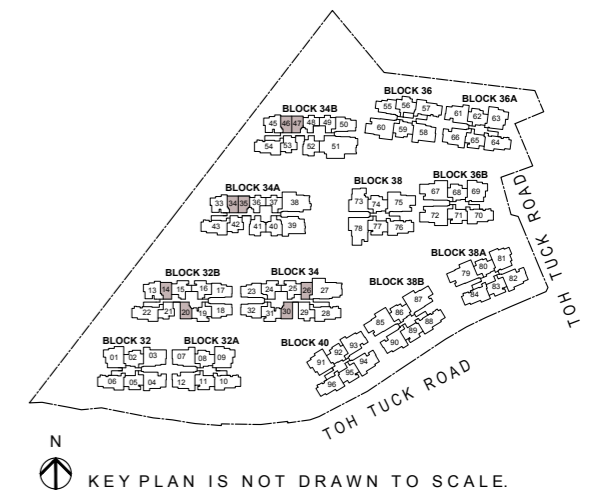 BLOCK 36
55 56 57
60 59 58
BLOCK 36A
61 62 63
66 65 64
BLOCK 34B
45 46 47 48 49 50
54 53 52 51
BLOCK 36B
67 68 69
72 71 70
BLOCK 38
73 74 75
78 77 76
BLOCK 34A
33 34 35 36 37 38
43 42 41 40 39
TOH TUCK ROAD
BLOCK 38A
79 80 81
84 83 82
BLOCK 32B
13 14 15 16 17
22 21 20 19 18
BLOCK 34
23 24 25 26 27
32 31 30 29 28
BLOCK 38B
85 86 87
90 89 88
BLOCK 32
01 02 03
06 05 04
BLOCK 32A
07 08 09
12 11 10
BLOCK 40
91 92 93
96 95 94
TOH TUCK ROAD
N
KEY PLAN IS NOT DRAWN TO SCALE.